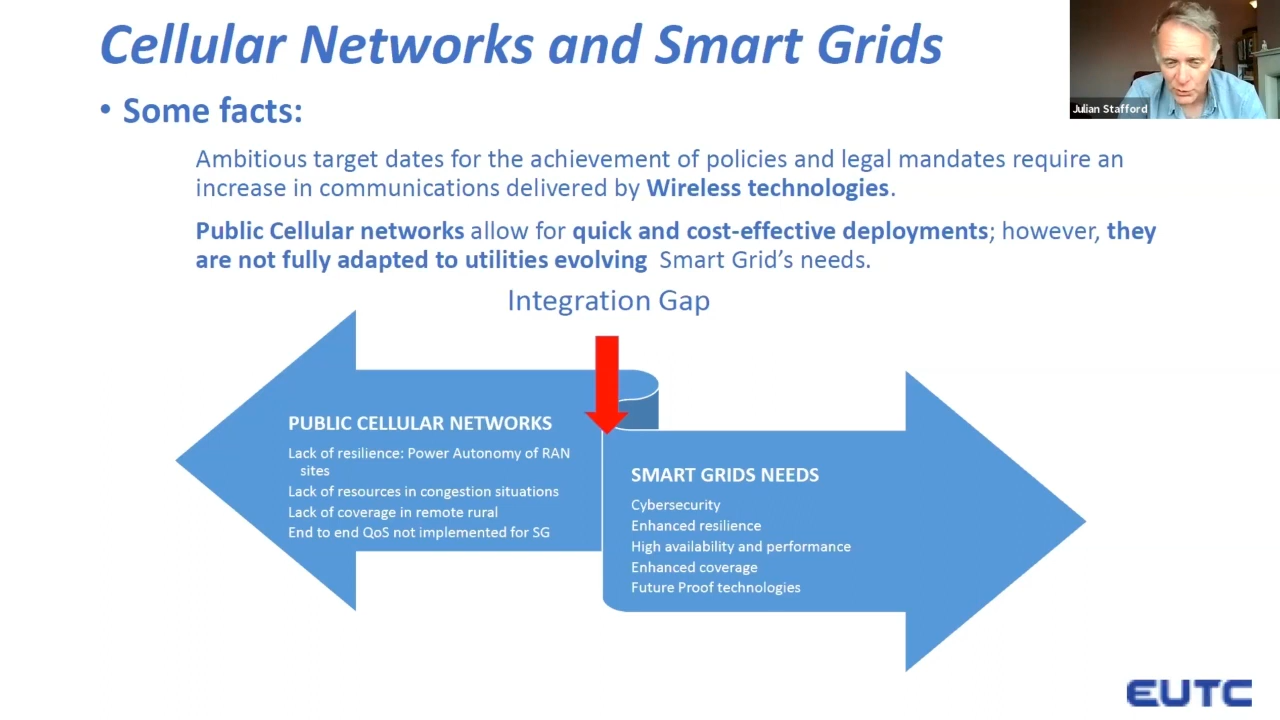 Cellular Networks and Smart Grids
Julian Stafford
• Some facts:
Ambitious target dates for the achievement of policies and legal mandates require an
increase in communications delivered by Wireless technologies.
Public Cellular networks allow for quick and cost-effective deployments; however, they
are not fully adapted to utilities evolving Smart Grid’s needs.
Integration Gap
PUBLIC CELLULAR NETWORKS
Lack of resilience: Power Autonomy of RAN
sites
Lack of resources in congestion situations
Lack of coverage in remote rural
End to end QoS not implemented for SG
SMART GRIDS NEEDS
Cybersecurity
Enhanced resilience
High availability and performance
Enhanced coverage
Future Proof technologies
EUTC